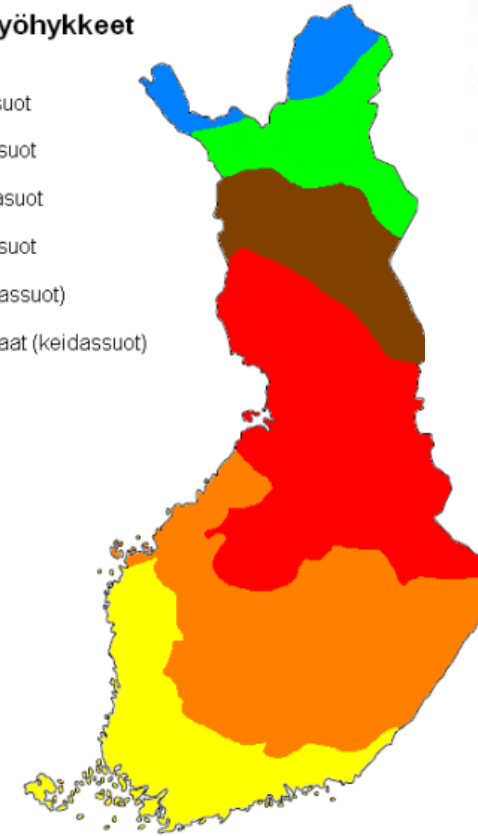 yöhykkeet
suot
suot
asuot
suot
assuot)
aat (keidassuot)